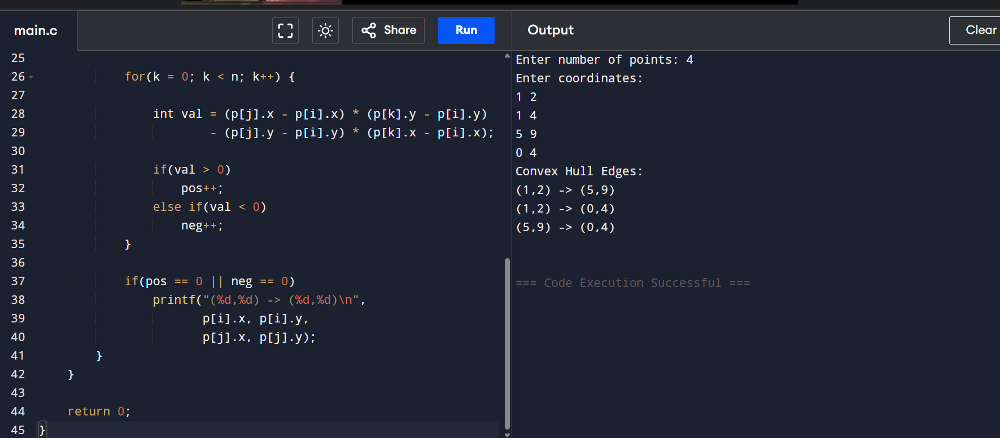 main.c
Share
Run
Output
Clear
25
26 for(k = 0; k < n; k++) {
27
28 int val = (p[j].x - p[i].x) * (p[k].y - p[i].y)
29 - (p[j].y - p[i].y) * (p[k].x - p[i].x);
30
31 if(val > 0)
32 pos++;
33 else if(val < 0)
34 neg++;
35 }
36
37 if(pos == 0 || neg == 0)
38 printf("(%d,%d) -> (%d,%d)\n",
39 p[i].x, p[i].y,
40 p[j].x, p[j].y);
41 }
42 }
43
44 return 0;
45 }
Enter number of points: 4
Enter coordinates:
1 2
1 4
5 9
0 4
Convex Hull Edges:
(1,2) -> (5,9)
(1,2) -> (0,4)
(5,9) -> (0,4)
=== Code Execution Successful ===